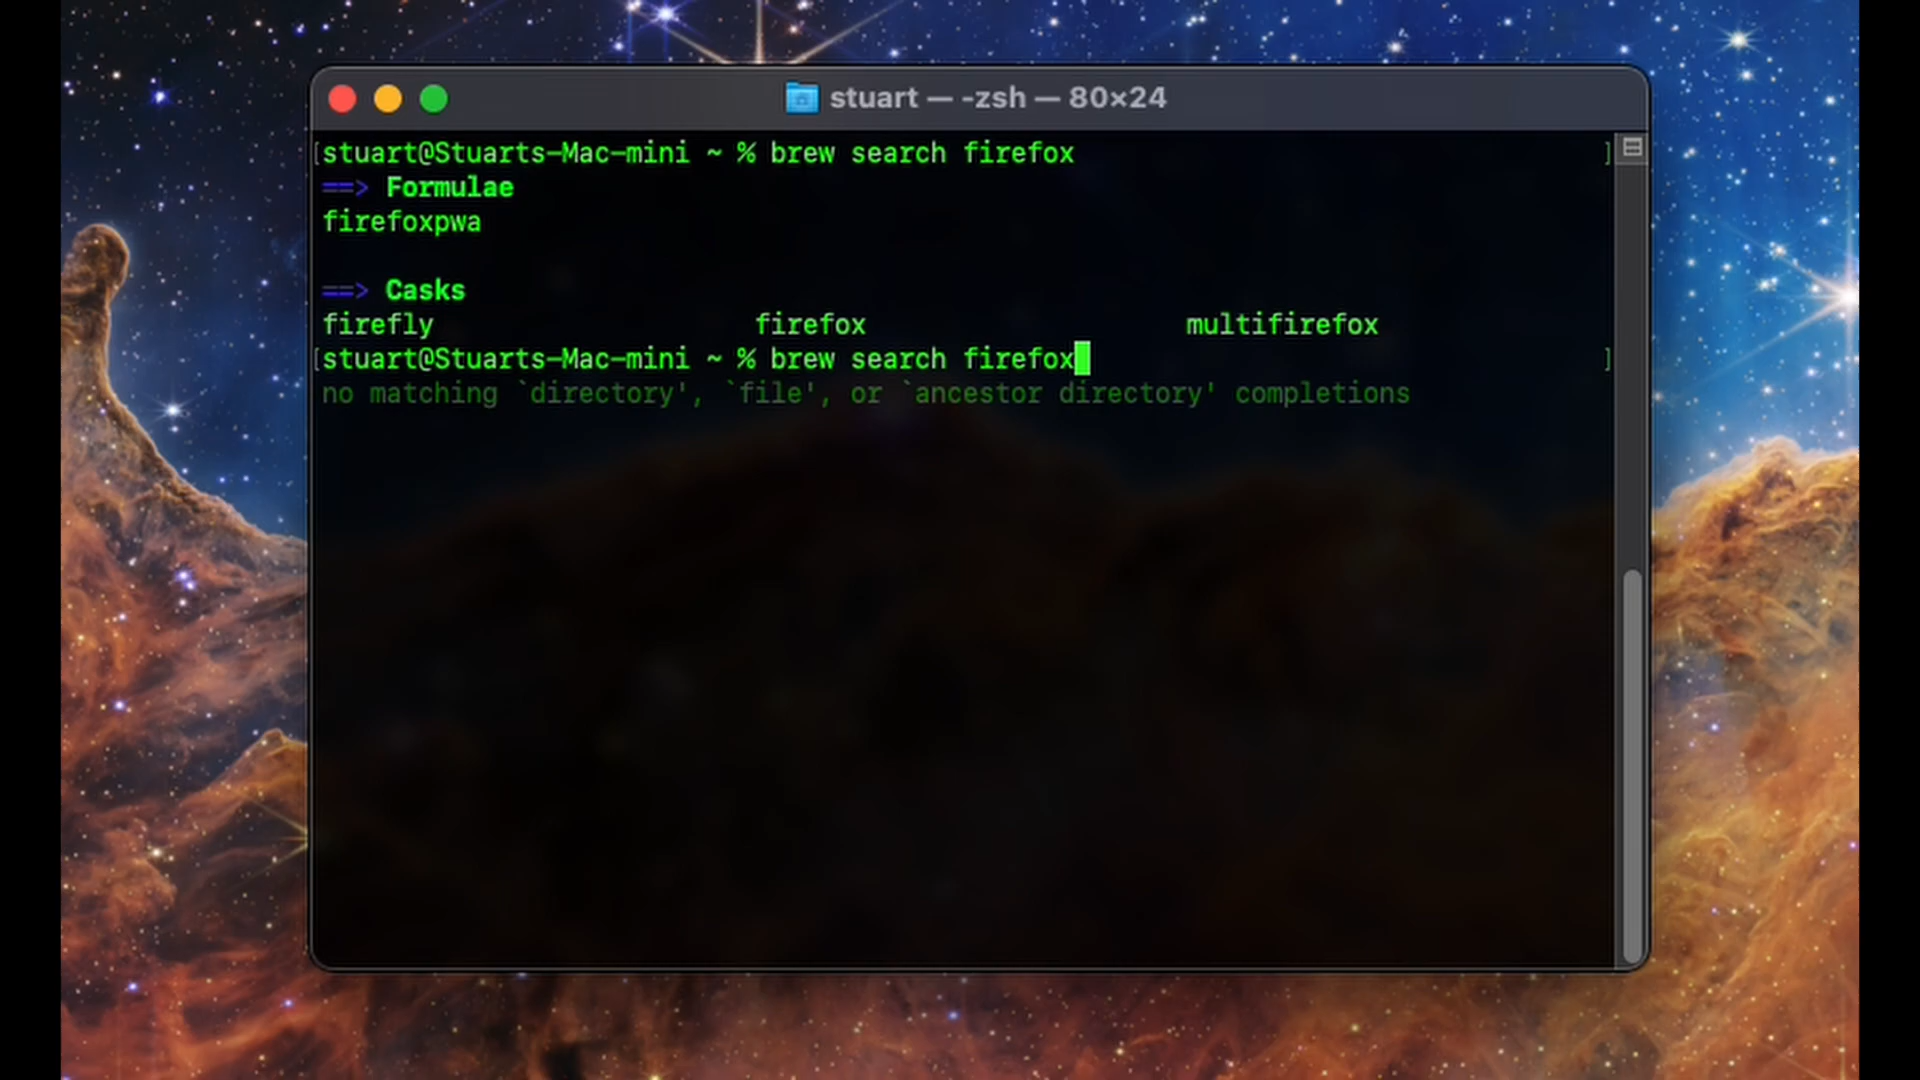 stuart — -zsh — 80×24
[stuart@Stuarts-Mac-mini ~ % brew search firefox ]
==> Formulae
firefoxpwa
==> Casks
firefly firefox multifirefox
[stuart@Stuarts-Mac-mini ~ % brew search firefox ]
no matching `directory', `file', or `ancestor directory' completions